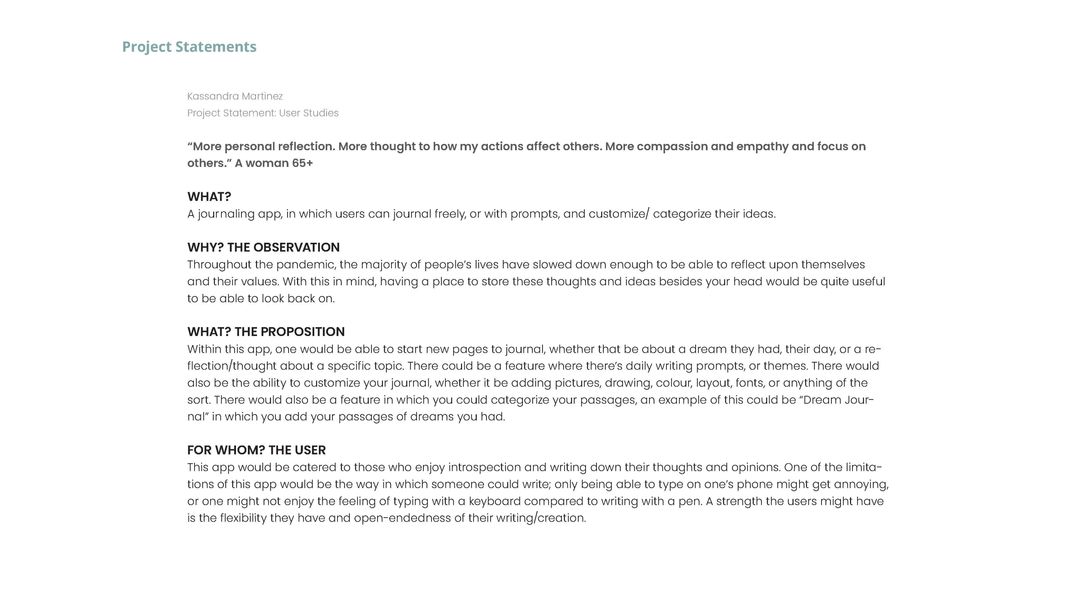 Project Statements
Kassandra Martinez
Project Statement: User Studies
“More personal reflection. More thought to how my actions affect others. More compassion and empathy and focus on
others.” A woman 65+
WHAT?
A journaling app, in which users can journal freely, or with prompts, and customize/ categorize their ideas.
WHY? THE OBSERVATION
Throughout the pandemic, the majority of people’s lives have slowed down enough to be able to reflect upon themselves
and their values. With this in mind, having a place to store these thoughts and ideas besides your head would be quite useful
to be able to look back on.
WHAT? THE PROPOSITION
Within this app, one would be able to start new pages to journal, whether that be about a dream they had, their day, or a re-
flection/thought about a specific topic. There could be a feature where there’s daily writing prompts, or themes. There would
also be the ability to customize your journal, whether it be adding pictures, drawing, colour, layout, fonts, or anything of the
sort. There would also be a feature in which you could categorize your passages, an example of this could be “Dream Jour-
nal” in which you add your passages of dreams you had.
FOR WHOM? THE USER
This app would be catered to those who enjoy introspection and writing down their thoughts and opinions. One of the limita-
tions of this app would be the way in which someone could write; only being able to type on one’s phone might get annoying,
or one might not enjoy the feeling of typing with a keyboard compared to writing with a pen. A strength the users might have
is the flexibility they have and open-endedness of their writing/creation.